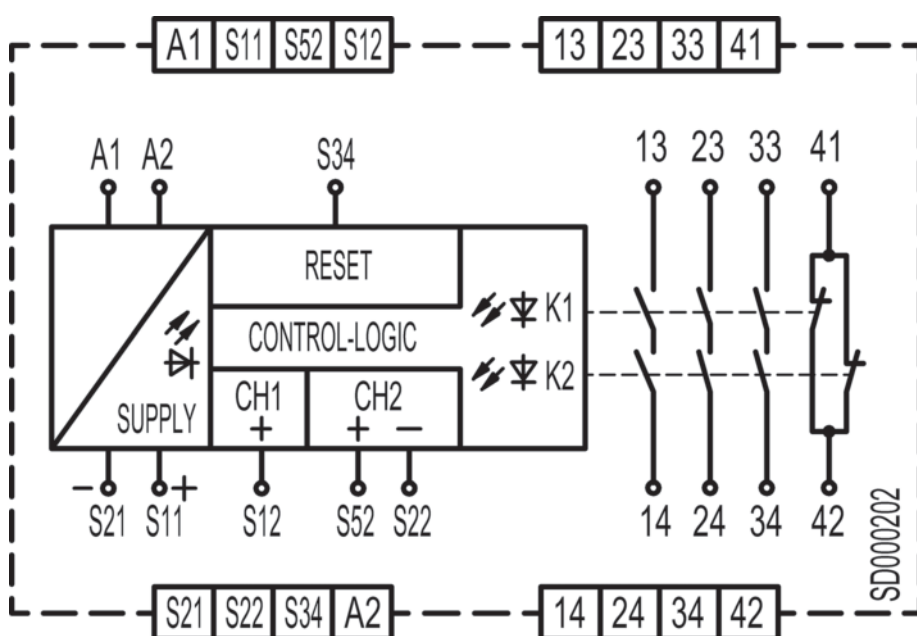 A1 S11 S52 S12 13 23 33 41
A1 A2 S34 13 23 33 41
RESET
K1
CONTROL-LOGIC
K2
CH1 CH2
SUPPLY + + −
− +
S21 S11 S12 S52 S22 14 24 34 42
SD000202
S21 S22 S34 A2 14 24 34 42